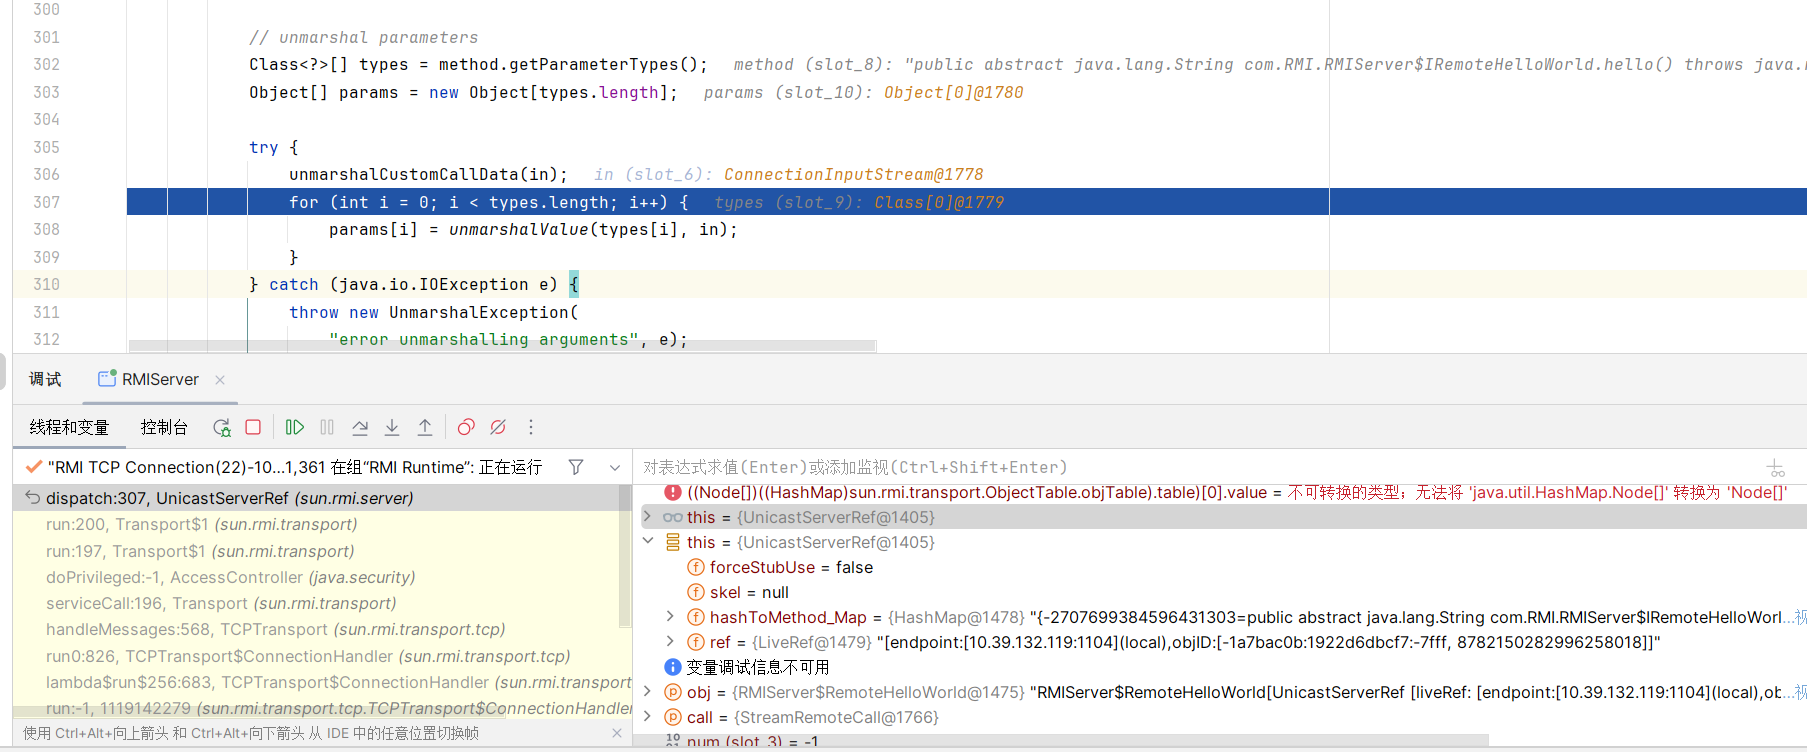 300
301 // unmarshal parameters
302 Class<?>[] types = method.getParameterTypes(); method (slot_8): "public abstract java.lang.String com.RMI.RMIServer$IRemoteHelloWorld.hello() throws java.
303 Object[] params = new Object[types.length]; params (slot_10): Object[0]@1780
304
305 try {
306 unmarshalCustomCallData(in); in (slot_6): ConnectionInputStream@1778
307 for (int i = 0; i < types.length; i++) { types (slot_9): Class[0]@1779
308 params[i] = unmarshalValue(types[i], in);
309 }
310 } catch (java.io.IOException e) {
311 throw new UnmarshalException(
312 "error unmarshalling arguments", e);
调试 RMIServer
线程和变量 控制台
"RMI TCP Connection(22)-10...1,361 在组“RMI Runtime”: 正在运行
dispatch:307, UnicastServerRef (sun.rmi.server)
run:200, Transport$1 (sun.rmi.transport)
run:197, Transport$1 (sun.rmi.transport)
doPrivileged:-1, AccessController (java.security)
serviceCall:196, Transport (sun.rmi.transport)
handleMessages:568, TCPTransport (sun.rmi.transport.tcp)
run0:826, TCPTransport$ConnectionHandler (sun.rmi.transport.tcp)
lambda$run$256:683, TCPTransport$ConnectionHandler (sun.rmi.transport
run:-1, 1119142279 (sun.rmi.transport.tcp.TCPTransport$ConnectionHandler
使用 Ctrl+Alt+向上箭头 和 Ctrl+Alt+向下箭头 从 IDE 中的任意位置切换帧
对表达式求值(Enter)或添加监视(Ctrl+Shift+Enter)
((Node[])((HashMap)sun.rmi.transport.ObjectTable.objTable).table)[0].value = 不可转换的类型；无法将 'java.util.HashMap.Node[]' 转换为 'Node[]'
this = {UnicastServerRef@1405}
this = {UnicastServerRef@1405}
forceStubUse = false
skel = null
hashToMethod_Map = {HashMap@1478} "{-2707699384596431303=public abstract java.lang.String com.RMI.RMIServer$IRemoteHelloWorl...视
ref = {LiveRef@1479} "[endpoint:[10.39.132.119:1104](local),objID:[-1a7bac0b:1922d6dbcf7:-7fff, 8782150282996258018]]"
变量调试信息不可用
obj = {RMIServer$RemoteHelloWorld@1475} "RMIServer$RemoteHelloWorld[UnicastServerRef [liveRef: [endpoint:[10.39.132.119:1104](local),ob...视
call = {StreamRemoteCall@1766}
num (slot_3) = -1